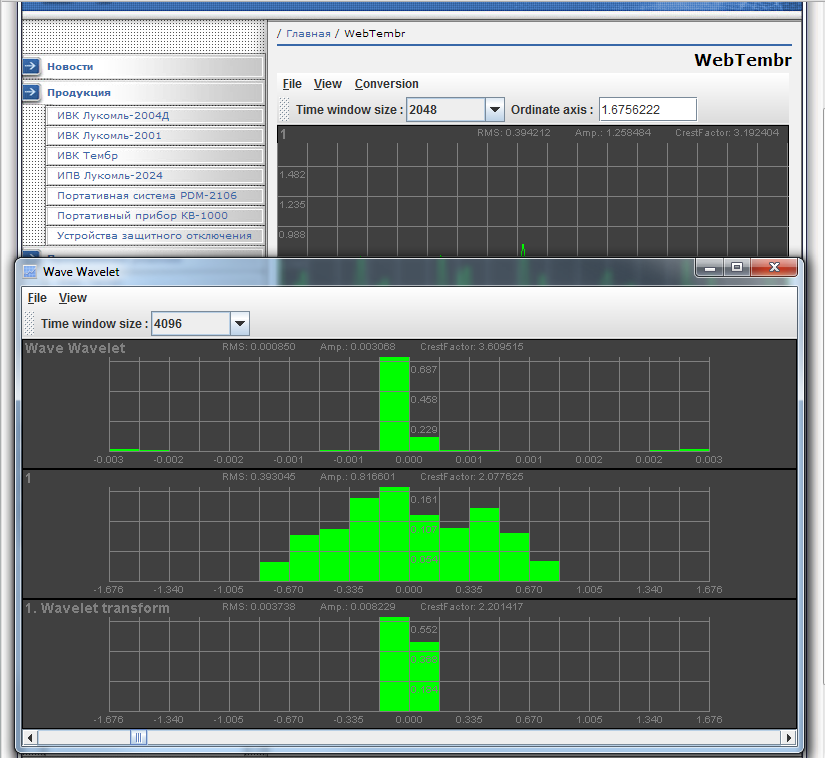 / Главная / WebTembr
WebTembr
Новости
Продукция
ИВК Лукомль-2004Д
ИВК Лукомль-2001
ИВК Тембр
ИПВ Лукомль-2024
Портативная система PDM-2106
Портативный прибор КВ-1000
Устройства защитного отключения
File View Conversion
Time window size : 2048 Ordinate axis : 1.6756222
1 RMS: 0.394212 Amp.: 1.258484 CrestFactor: 3.192404
1.482
1.235
0.988
Wave Wavelet
File View
Time window size : 4096
Wave Wavelet RMS: 0.000850 Amp.: 0.003068 CrestFactor: 3.609515
0.687
0.458
0.229
-0.003 -0.002 -0.002 -0.001 -0.001 0.000 0.001 0.001 0.002 0.002 0.003
1 RMS: 0.393045 Amp.: 0.816601 CrestFactor: 2.077625
0.161
0.107
0.054
-1.676 -1.340 -1.005 -0.670 -0.335 0.000 0.335 0.670 1.005 1.340 1.676
1. Wavelet transform RMS: 0.003738 Amp.: 0.008229 CrestFactor: 2.201417
0.552
0.184
-1.676 -1.340 -1.005 -0.670 -0.335 0.000 0.335 0.670 1.005 1.340 1.676